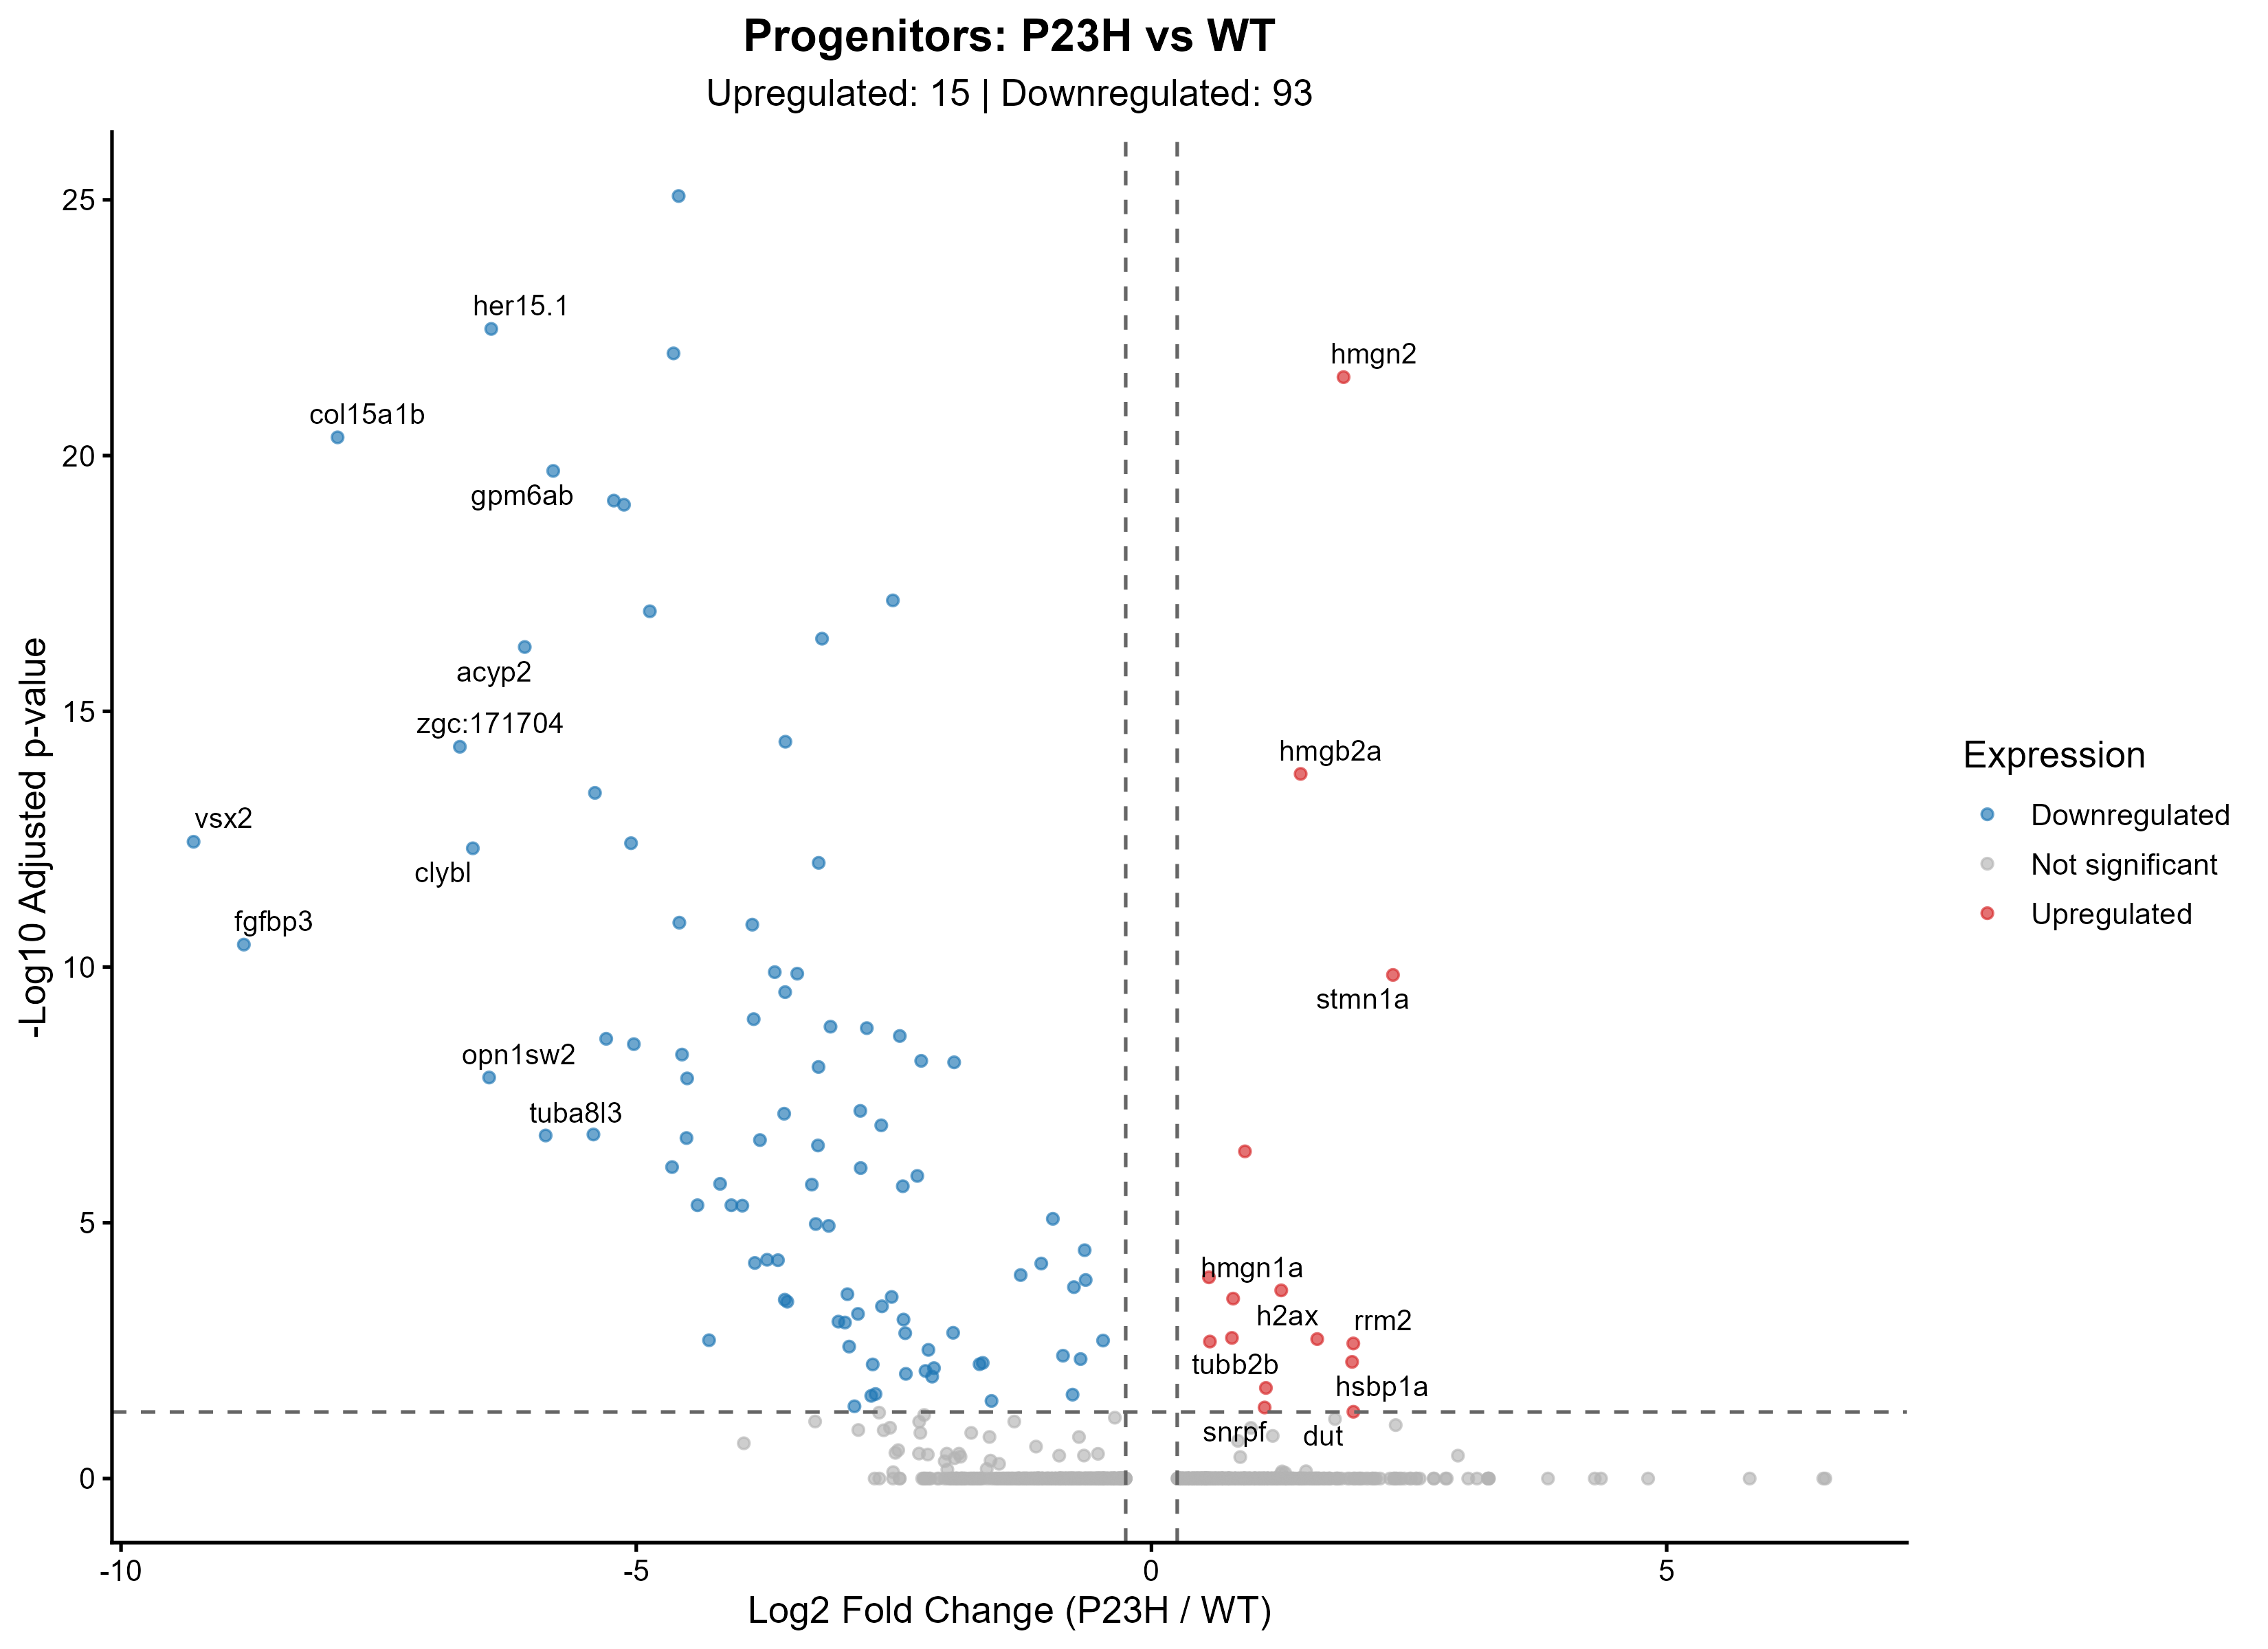 Progenitors: P23H vs WT
Upregulated: 15 | Downregulated: 93
-Log10 Adjusted p-value
25
20
15
10
5
0
her15.1
hmgn2
col15a1b
gpm6ab
acyp2
zgc:171704
hmgb2a
vsx2
clybl
fgfbp3
stmn1a
opn1sw2
tuba8l3
hmgn1a
h2ax
rrm2
tubb2b
hsbp1a
snrpf
dut
-10
-5
0
5
Log2 Fold Change (P23H / WT)
Expression
Downregulated
Not significant
Upregulated